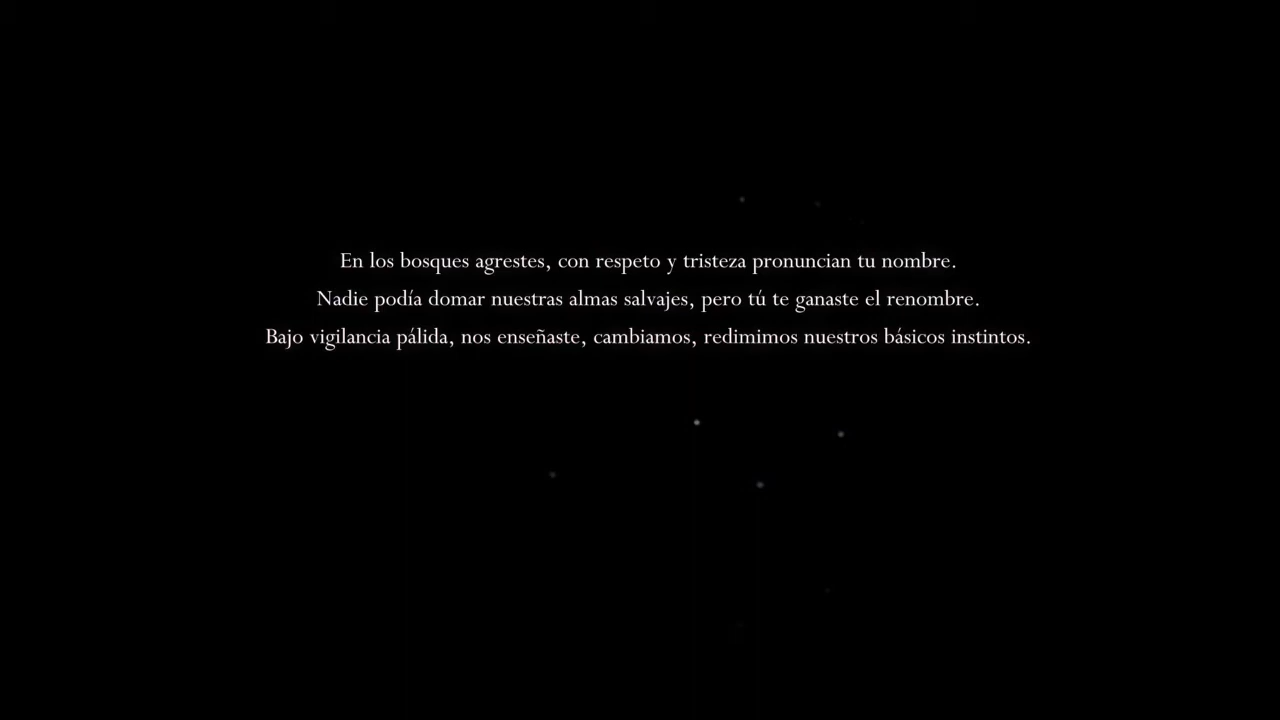 En los bosques agrestes, con respeto y tristeza pronuncian tu nombre.
Nadie podía domar nuestras almas salvajes, pero tú te ganaste el renombre.
Bajo vigilancia pálida, nos enseñaste, cambiamos, redimimos nuestros básicos instintos.